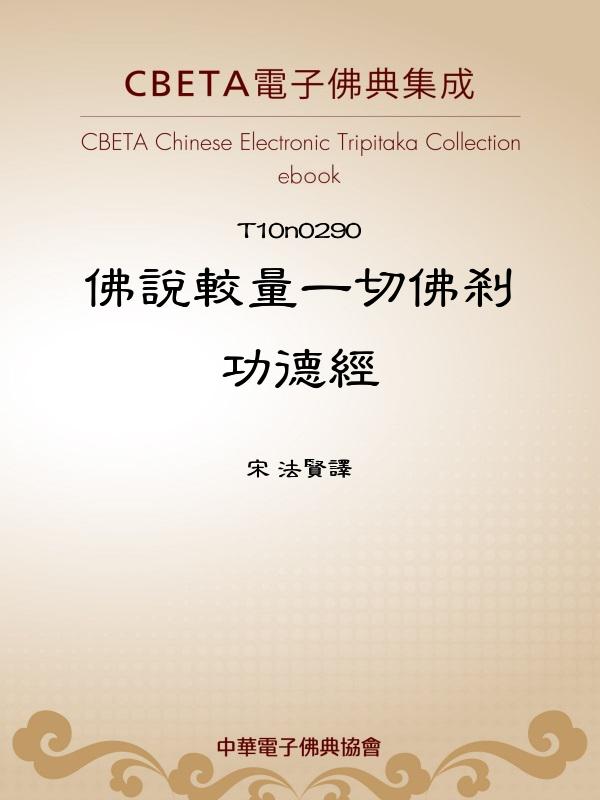 CBETA電子佛典集成
CBETA Chinese Electronic Tripitaka Collection
ebook
T10n0290
佛說較量一切佛剎
功德經
宋 法賢譯
中華電子佛典協會